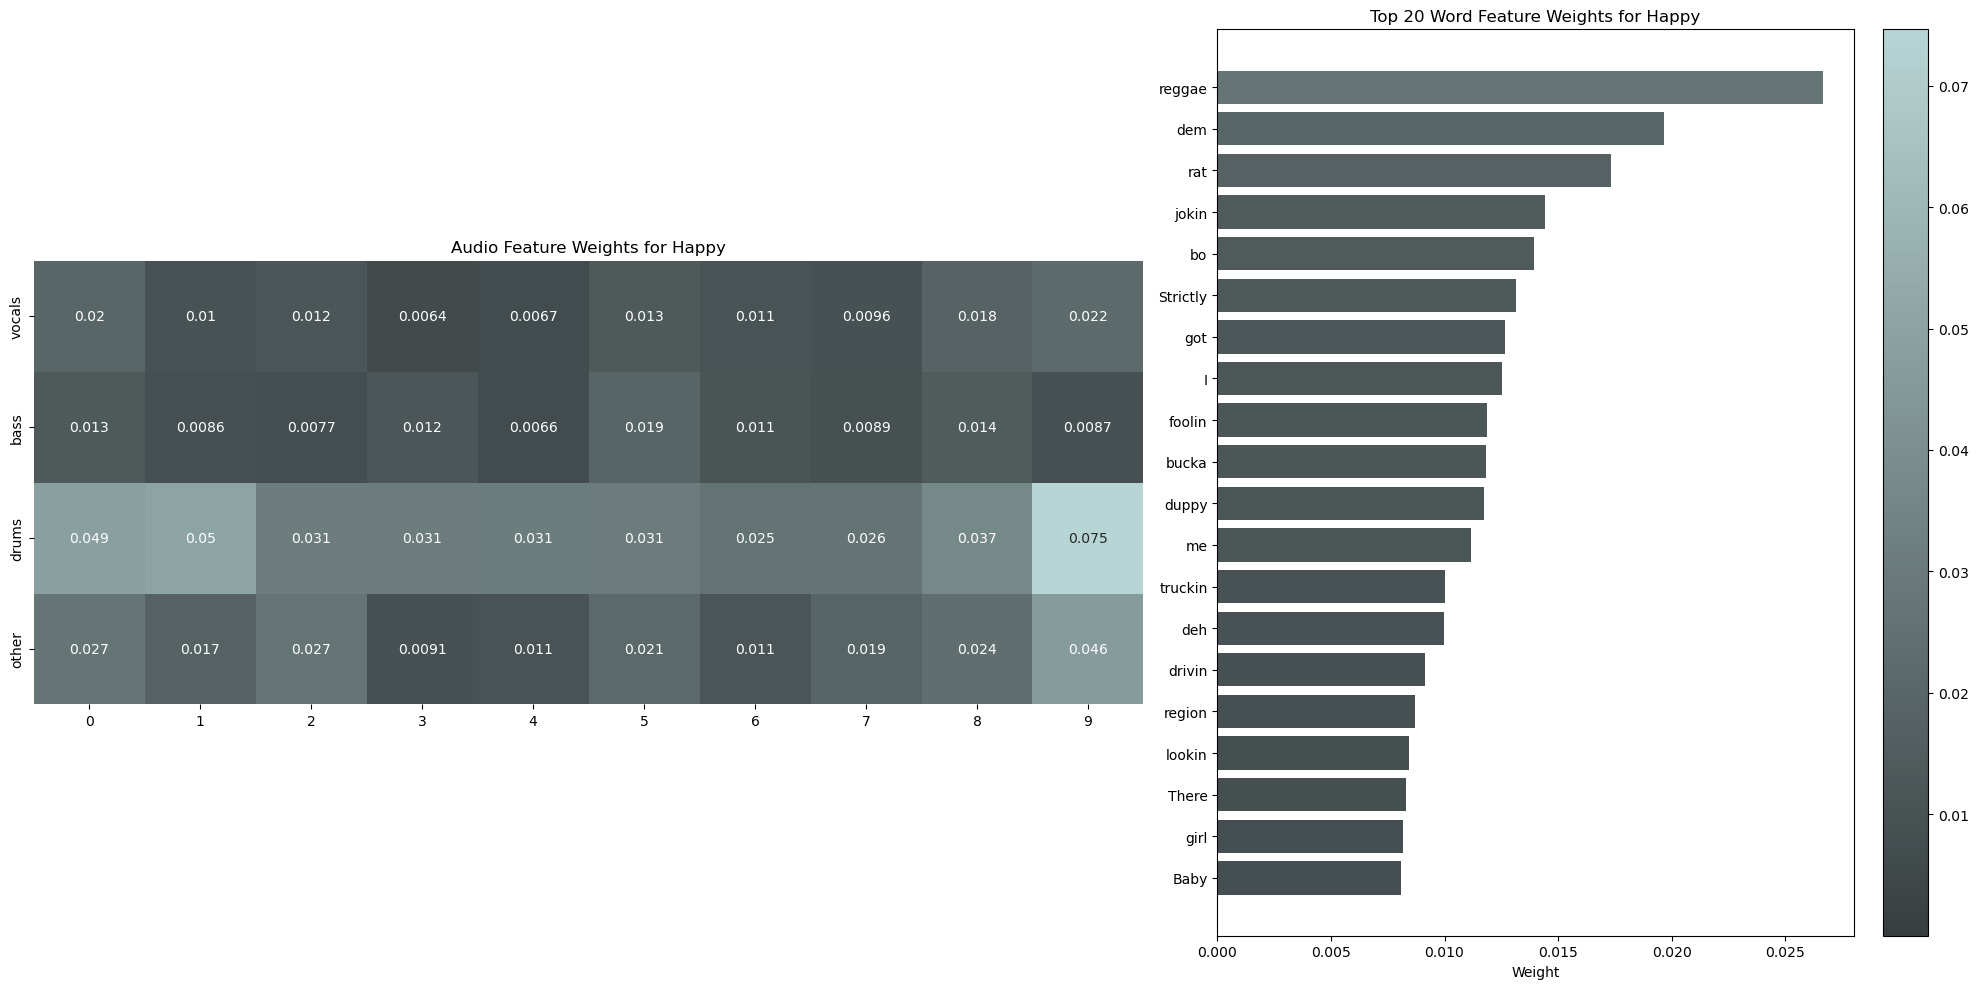 Audio Feature Weights for Happy
vocals 0.02 0.01 0.012 0.0064 0.0067 0.013 0.011 0.0096 0.018 0.022
bass 0.013 0.0086 0.0077 0.012 0.0066 0.019 0.011 0.0089 0.014 0.0087
drums 0.049 0.05 0.031 0.031 0.031 0.031 0.025 0.026 0.037 0.075
other 0.027 0.017 0.027 0.0091 0.011 0.021 0.011 0.019 0.024 0.046
0 1 2 3 4 5 6 7 8 9
Top 20 Word Feature Weights for Happy
reggae
dem
rat
jokin
bo
Strictly
got
I
foolin
bucka
duppy
me
truckin
deh
drivin
region
lookin
There
girl
Baby
0.000 0.005 0.010 0.015 0.020 0.025
Weight
0.07
0.06
0.05
0.04
0.03
0.02
0.01